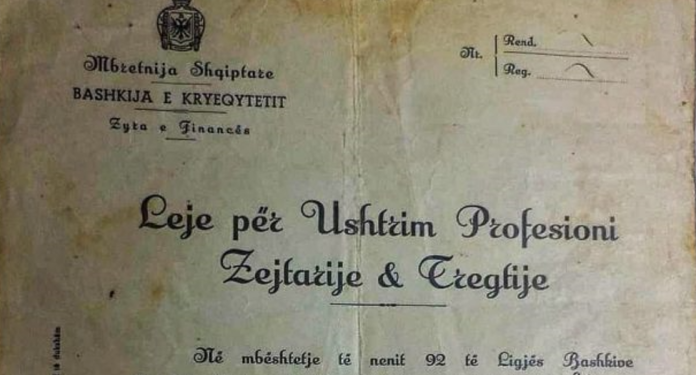 Mbretnija Shqiptare
BASHKIJA E KRYEQYTETIT
Zyra e Financës
Nr.
Rend.
Reg.
Leje për Ushtrim Profesioni
Zejtarije & Tregtije
Në mbështetje të nenit 92 të Ligjës Bashkive